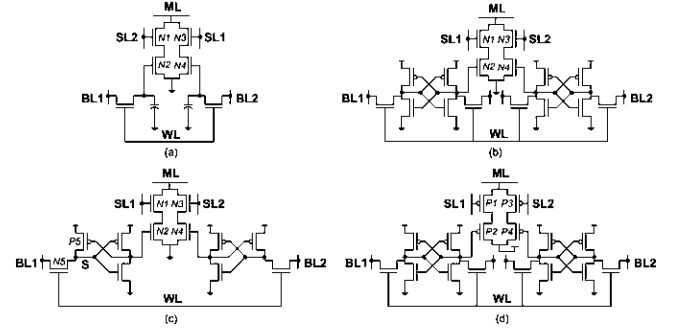 ML
SL2 N1 N3 SL1
N2 N4
BL1 BL2
WL
(a)
ML
SL1 N1 N3 SL2
N2 N4
BL1 BL2
WL
(b)
ML
SL1 N1 N3 SL2
P5 N2 N4
BL1 N5 S BL2
WL
(c)
ML
SL1 P1 P3 SL2
P2 P4
BL1 BL2
WL
(d)